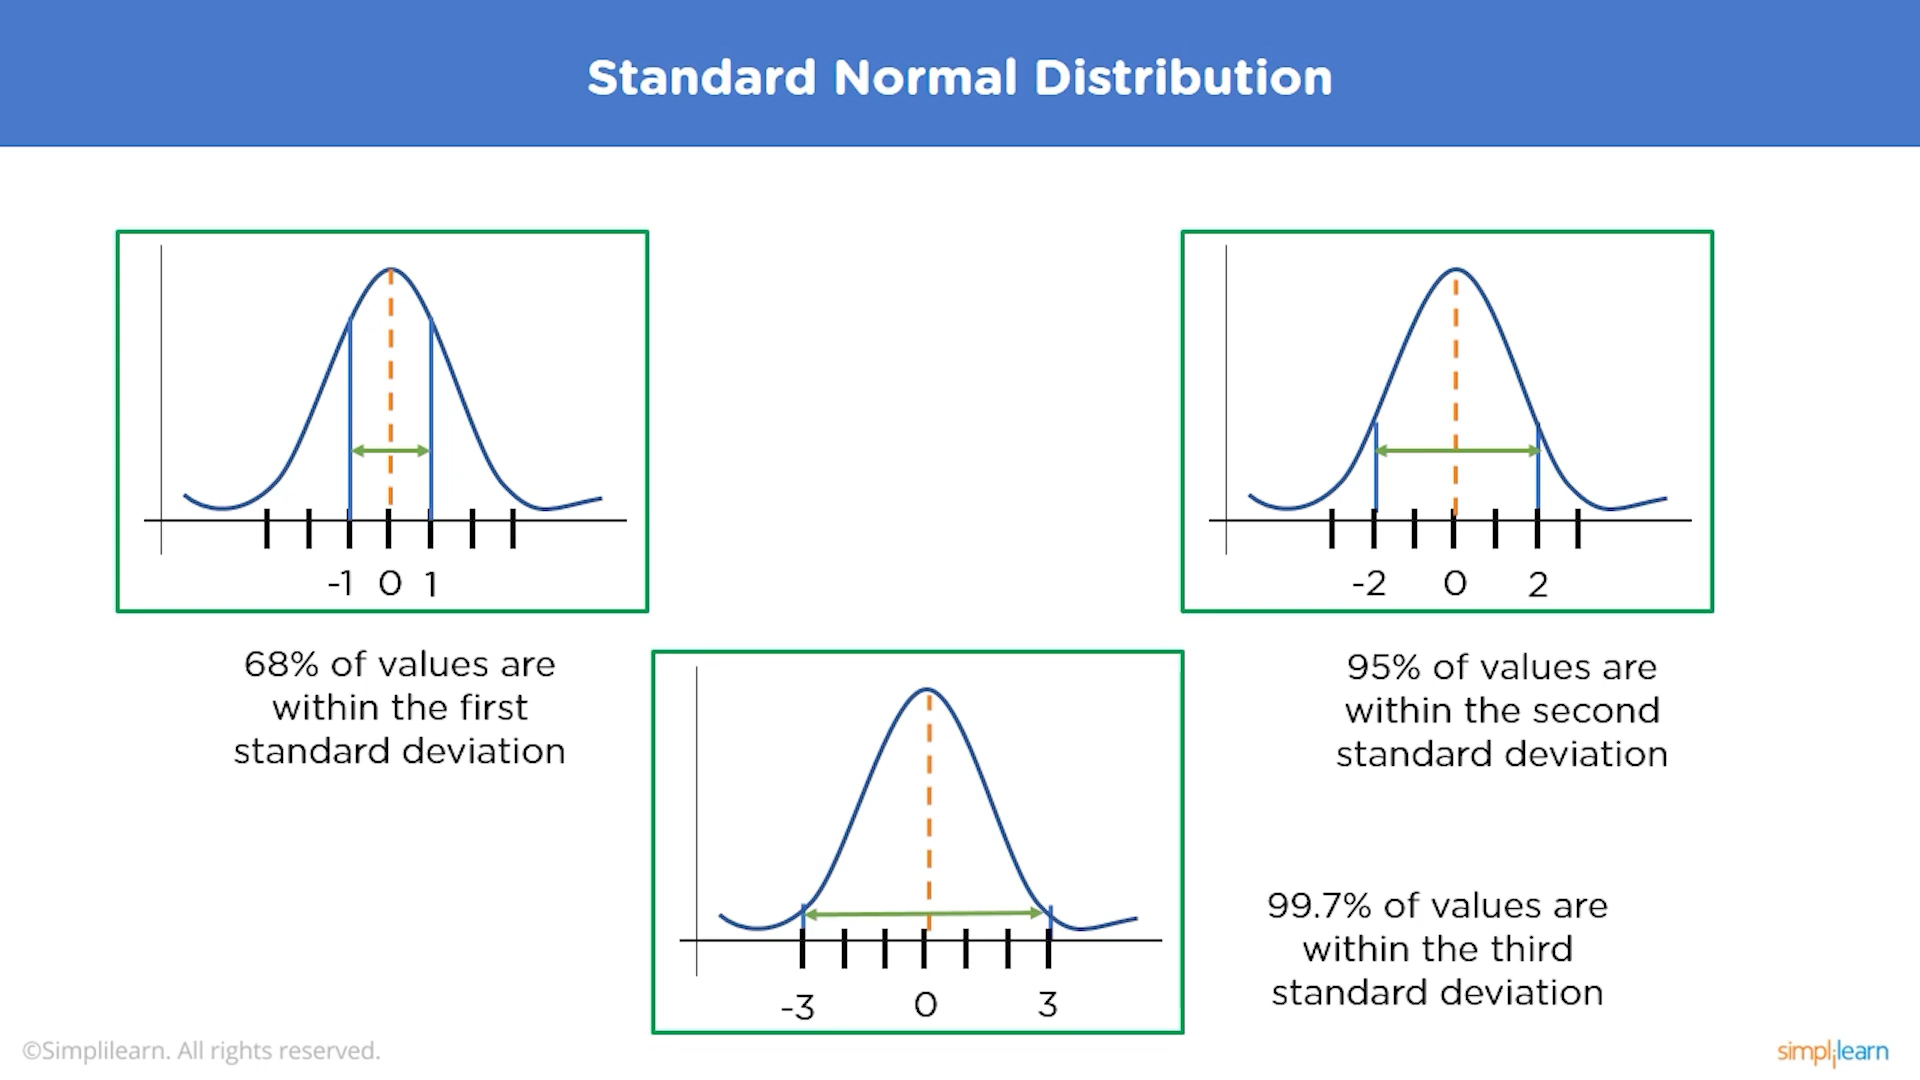 Standard Normal Distribution
-1 0 1
68% of values are
within the first
standard deviation
-2 0 2
95% of values are
within the second
standard deviation
-3 0 3
99.7% of values are
within the third
standard deviation
©Simplilearn. All rights reserved.
simplilearn